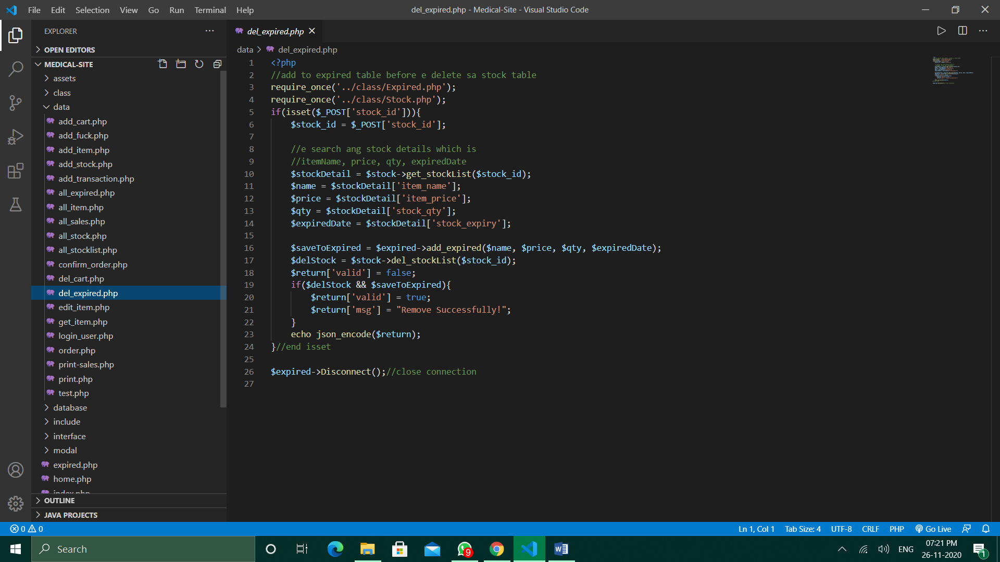 File Edit Selection View Go Run Terminal Help
del_expired.php - Medical-Site - Visual Studio Code
EXPLORER
OPEN EDITORS
MEDICAL-SITE
assets
class
data
add_cart.php
add_fuck.php
add_item.php
add_stock.php
add_transaction.php
all_expired.php
all_item.php
all_sales.php
all_stock.php
all_stocklist.php
confirm_order.php
del_cart.php
del_expired.php
edit_item.php
get_item.php
login_user.php
order.php
print-sales.php
print.php
test.php
database
include
interface
modal
expired.php
home.php
index.php
OUTLINE
JAVA PROJECTS
del_expired.php
data > del_expired.php
1 <?php
2 //add to expired table before e delete sa stock table
3 require_once('../class/Expired.php');
4 require_once('../class/Stock.php');
5 if(isset($_POST['stock_id'])){
6 $stock_id = $_POST['stock_id'];
7
8 //e search ang stock details which is
9 //itemName, price, qty, expiredDate
10 $stockDetail = $stock->get_stockList($stock_id);
11 $name = $stockDetail['item_name'];
12 $price = $stockDetail['item_price'];
13 $qty = $stockDetail['stock_qty'];
14 $expiredDate = $stockDetail['stock_expiry'];
15
16 $saveToExpired = $expired->add_expired($name, $price, $qty, $expiredDate);
17 $delStock = $stock->del_stockList($stock_id);
18 $return['valid'] = false;
19 if($delStock && $saveToExpired){
20 $return['valid'] = true;
21 $return['msg'] = "Remove Successfully!";
22 }
23 echo json_encode($return);
24 }//end isset
25
26 $expired->Disconnect();//close connection
27
0 0
Ln 1, Col 1 Tab Size: 4 UTF-8 CRLF PHP Go Live
Search
9
ENG
07:21 PM
26-11-2020
1